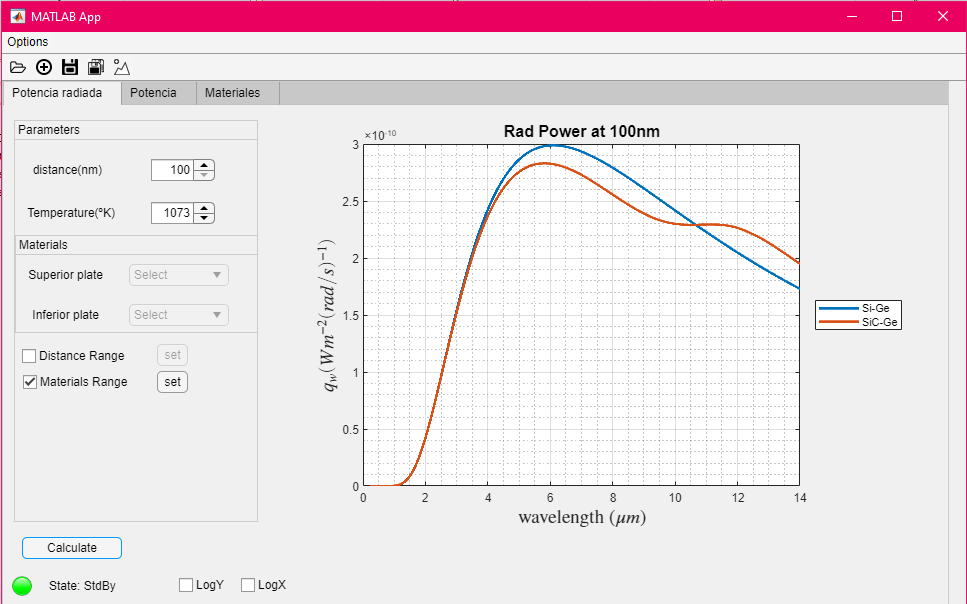 MATLAB App
Options
Potencia radiada
Potencia
Materiales
Parameters
distance(nm)
100
Temperature(ºK)
1073
Materials
Superior plate
Select
Inferior plate
Select
Distance Range
set
Materials Range
set
Calculate
State: StdBy
LogY
LogX
×10⁻¹⁰
Rad Power at 100nm
3
2.5
2
1.5
1
0.5
0
0 2 4 6 8 10 12 14
q_w(Wm⁻²(rad/s)⁻¹)
wavelength (μm)
Si-Ge
SiC-Ge